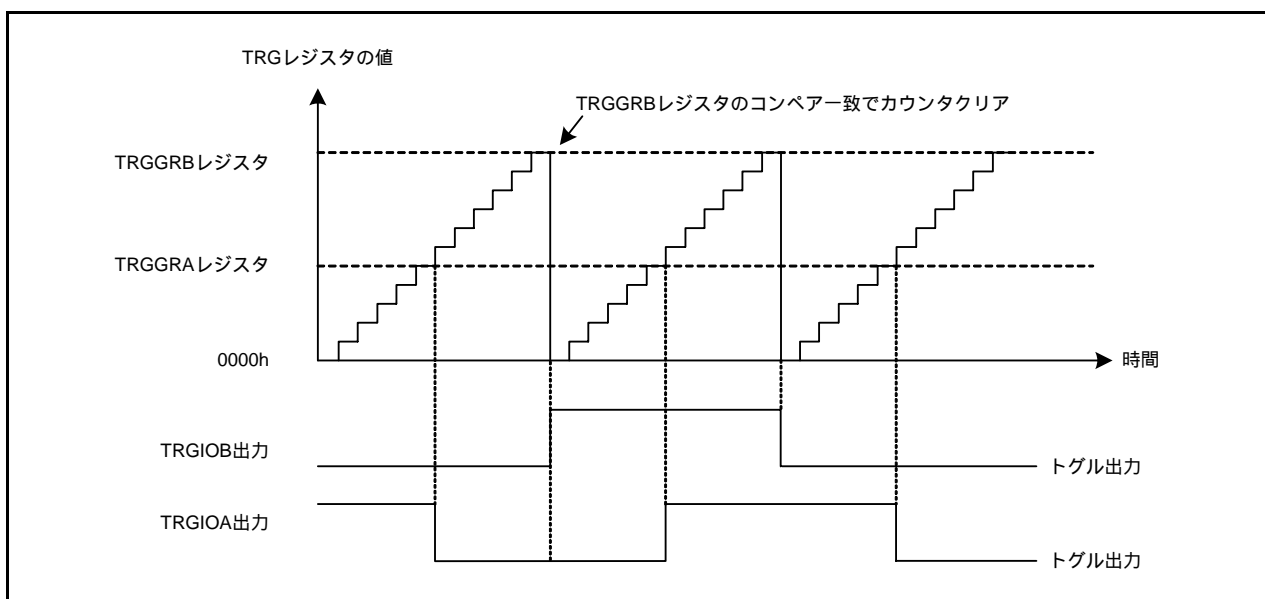 TRGレジスタの値
TRGGRBレジスタのコンペア一致でカウンタクリア
TRGGRBレジスタ
TRGGRAレジスタ
0000h
時間
TRGIOB出力
トグル出力
TRGIOA出力
トグル出力